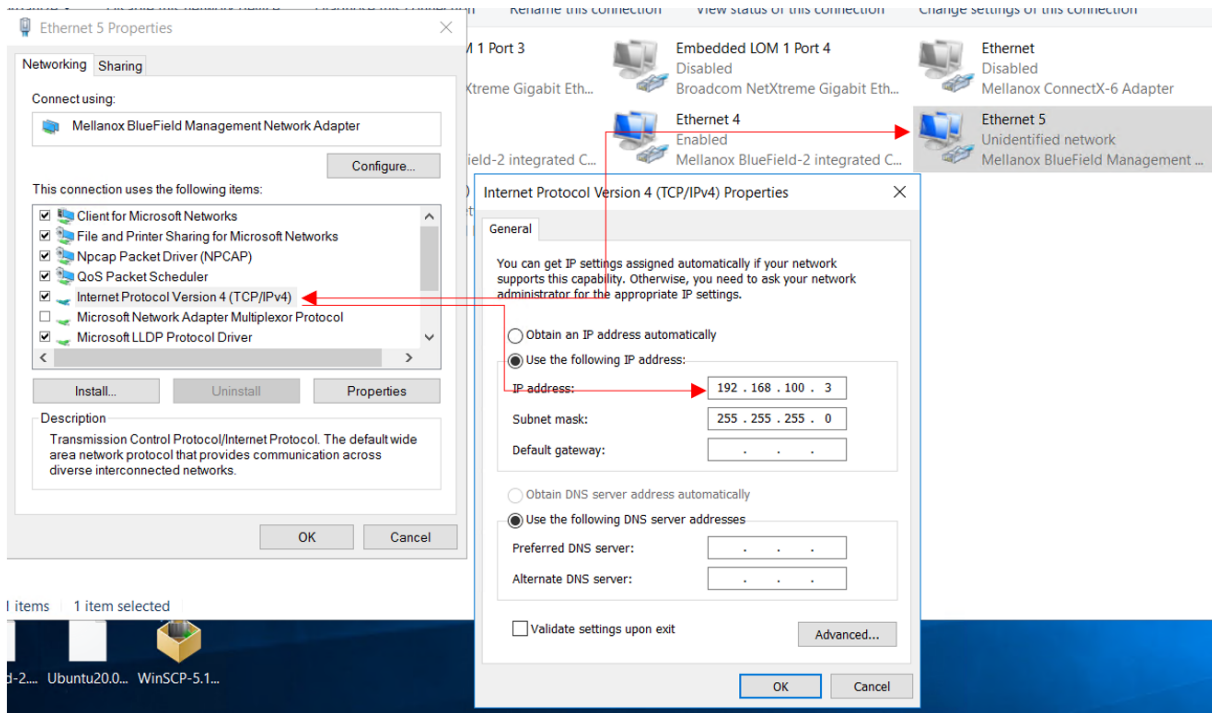 Disable this network device Diagnose this connection Rename this connection View status of this connection Change settings of this connection
Ethernet 5 Properties
Networking Sharing
Connect using:
Mellanox BlueField Management Network Adapter
Configure...
This connection uses the following items:
Client for Microsoft Networks
File and Printer Sharing for Microsoft Networks
Npcap Packet Driver (NPCAP)
QoS Packet Scheduler
Internet Protocol Version 4 (TCP/IPv4)
Microsoft Network Adapter Multiplexor Protocol
Microsoft LLDP Protocol Driver
Install... Uninstall Properties
Description
Transmission Control Protocol/Internet Protocol. The default wide
area network protocol that provides communication across
diverse interconnected networks.
OK Cancel
1 Port 3
Xtreme Gigabit Eth...
ield-2 integrated C...
Embedded LOM 1 Port 4
Disabled
Broadcom NetXtreme Gigabit Eth...
Ethernet
Disabled
Mellanox ConnectX-6 Adapter
Ethernet 4
Enabled
Mellanox BlueField-2 integrated C...
Ethernet 5
Unidentified network
Mellanox BlueField Management ...
Internet Protocol Version 4 (TCP/IPv4) Properties
General
You can get IP settings assigned automatically if your network
supports this capability. Otherwise, you need to ask your network
administrator for the appropriate IP settings.
Obtain an IP address automatically
Use the following IP address:
IP address: 192 . 168 . 100 . 3
Subnet mask: 255 . 255 . 255 . 0
Default gateway: . . .
Obtain DNS server address automatically
Use the following DNS server addresses
Preferred DNS server: . . .
Alternate DNS server: . . .
Validate settings upon exit
Advanced...
OK Cancel
items 1 item selected
d-2.... Ubuntu20.0... WinSCP-5.1...